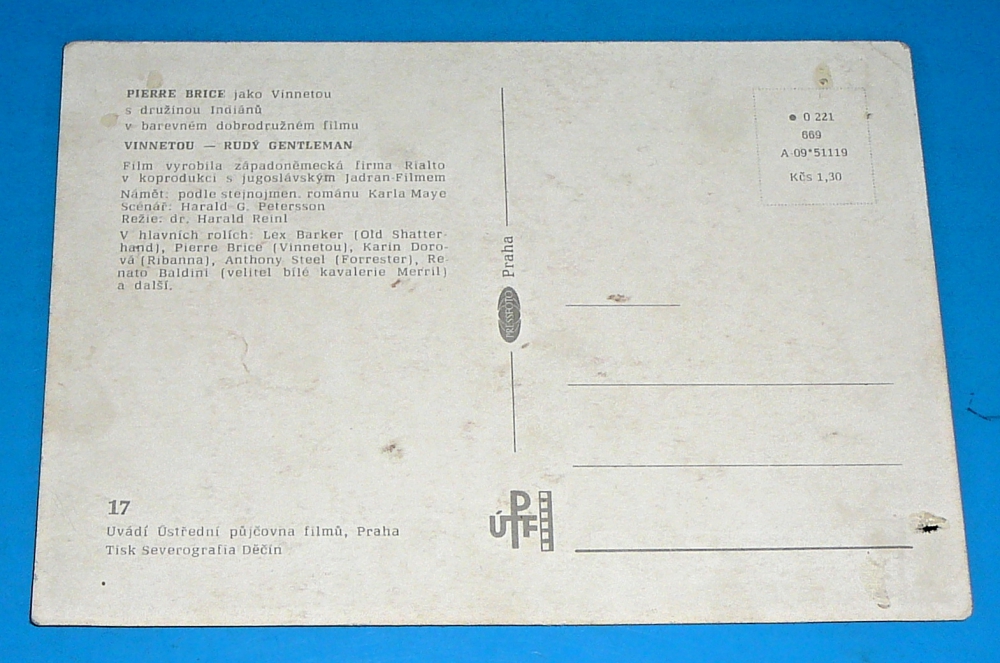 PIERRE BRICE jako Vinnetou
s družinou Indiánů
v barevném dobrodružném filmu
VINNETOU — RUDÝ GENTLEMAN
Film vyrobila západoněmecká firma Rialto
v koprodukci s jugoslávským Jadran-Filmem
Námět: podle stejnojmen. románu Karla Maye
Scénář: Harald G. Petersson
Režie: dr. Harald Reinl
V hlavních rolích: Lex Barker (Old Shatter-
hand), Pierre Brice (Vinnetou), Karin Doro-
vá (Ribanna), Anthony Steel (Forrester), Re-
nato Baldini (velitel bílé kavalerie Merril)
a další.
17
Uvádí Ústřední půjčovna filmů, Praha
Tisk Severografia Děčín
PRESSFOTO Praha
ÚPTF
● 0 221
669
A 09*51119
Kčs 1,30